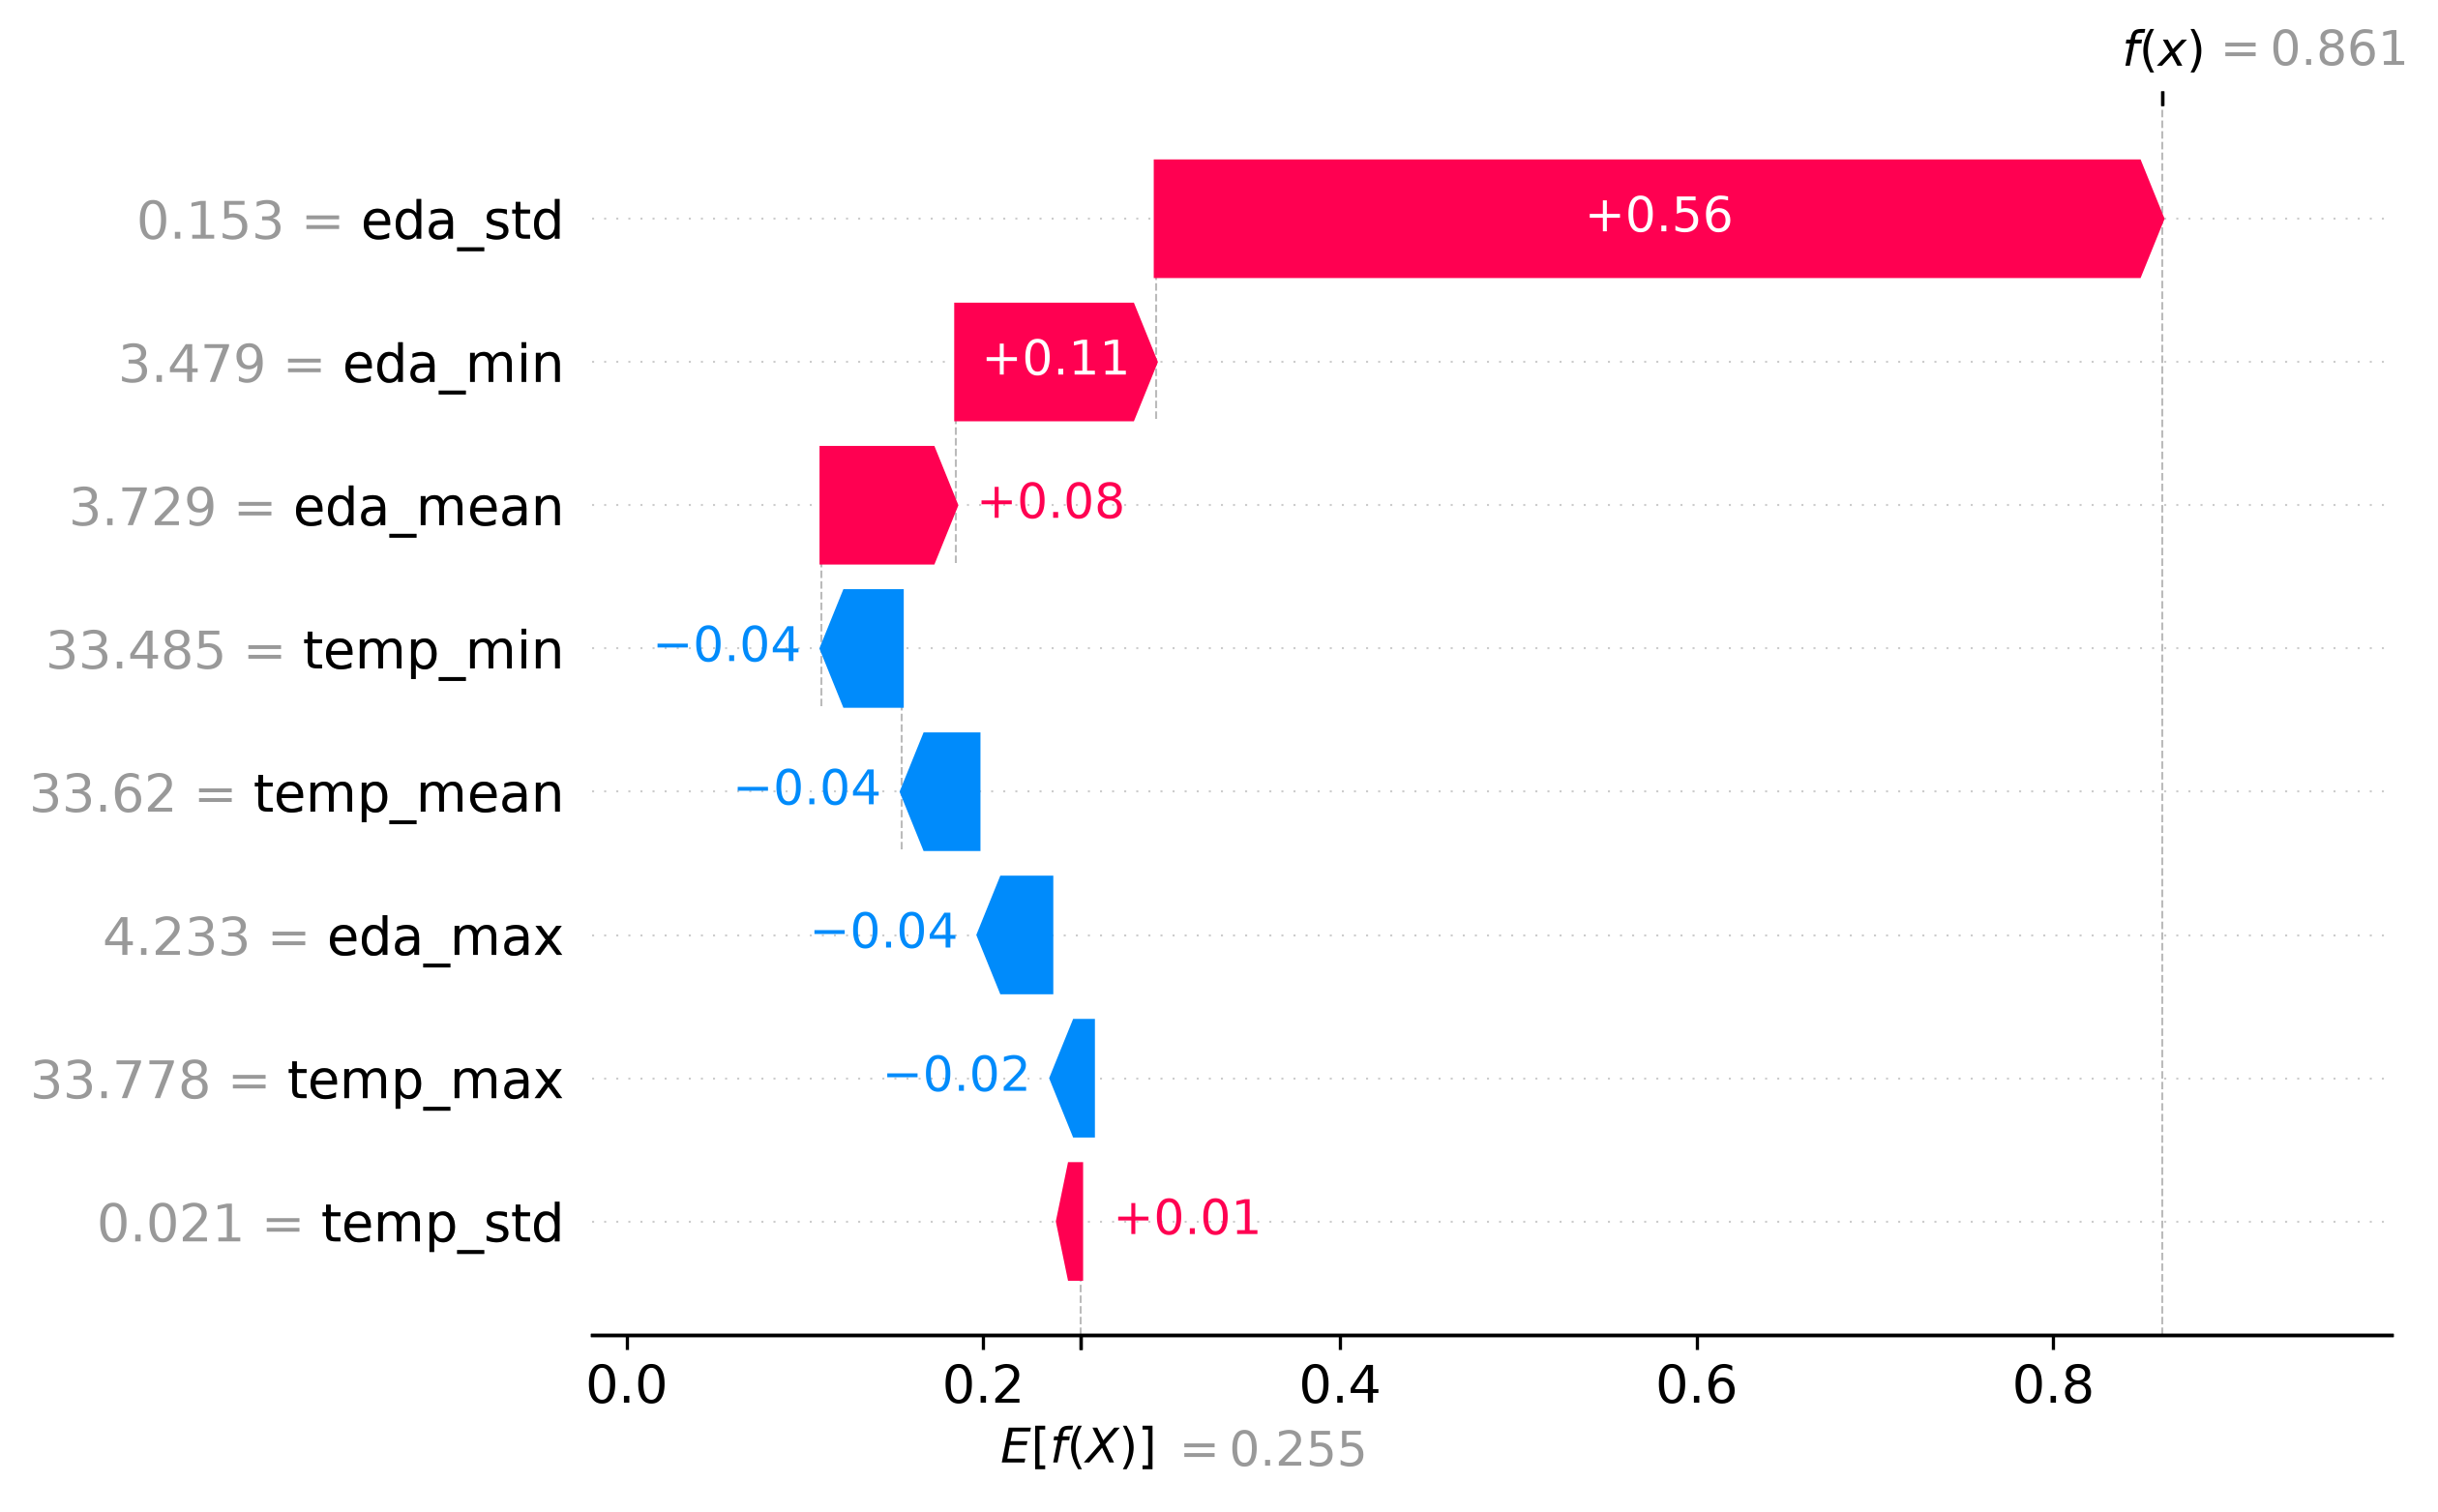 f(x) = 0.861
0.153 = eda_std
+0.56
3.479 = eda_min
+0.11
3.729 = eda_mean
+0.08
33.485 = temp_min
−0.04
33.62 = temp_mean
−0.04
4.233 = eda_max
−0.04
33.778 = temp_max
−0.02
0.021 = temp_std
+0.01
0.0 0.2 0.4 0.6 0.8
E[f(X)] = 0.255